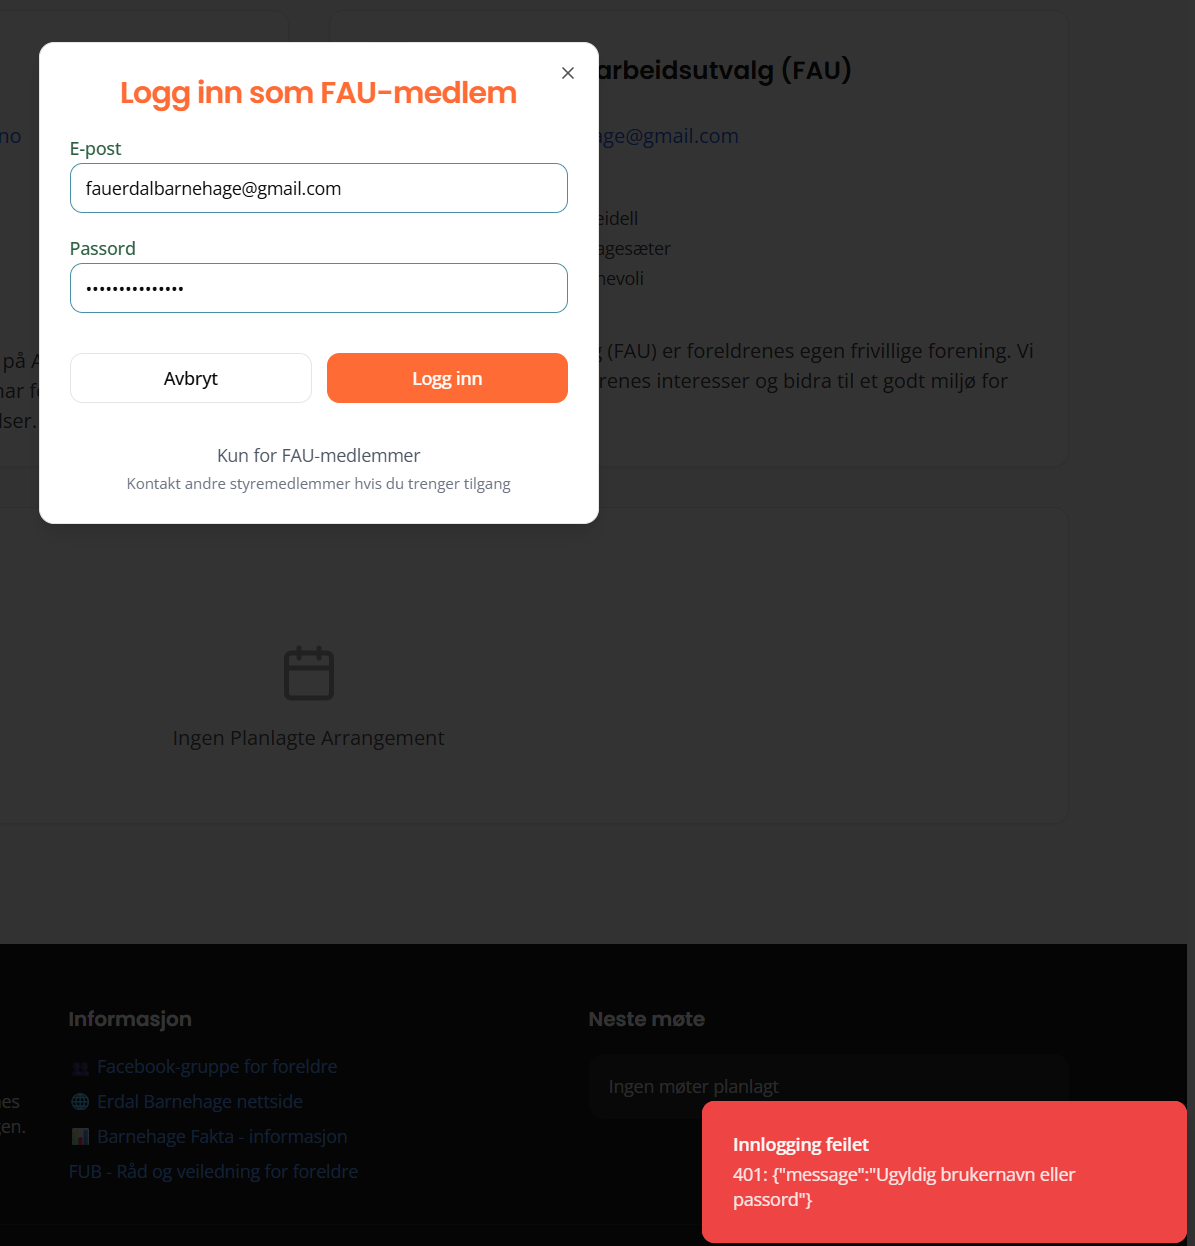 arbeidsutvalg (FAU)
no
age@gmail.com
Logg inn som FAU-medlem
E-post
fauerdalbarnehage@gmail.com
Passord
•••••••••••••••
Avbryt
Logg inn
Kun for FAU-medlemmer
Kontakt andre styremedlemmer hvis du trenger tilgang
eidell
agesæter
nevoli
på A
har f
lser.
(FAU) er foreldrenes egen frivillige forening. Vi
renes interesser og bidra til et godt miljø for
Ingen Planlagte Arrangement
nes
gen.
Informasjon
Facebook-gruppe for foreldre
Erdal Barnehage nettside
Barnehage Fakta - informasjon
FUB - Råd og veiledning for foreldre
Neste møte
Ingen møter planlagt
Innlogging feilet
401: {"message":"Ugyldig brukernavn eller
passord"}